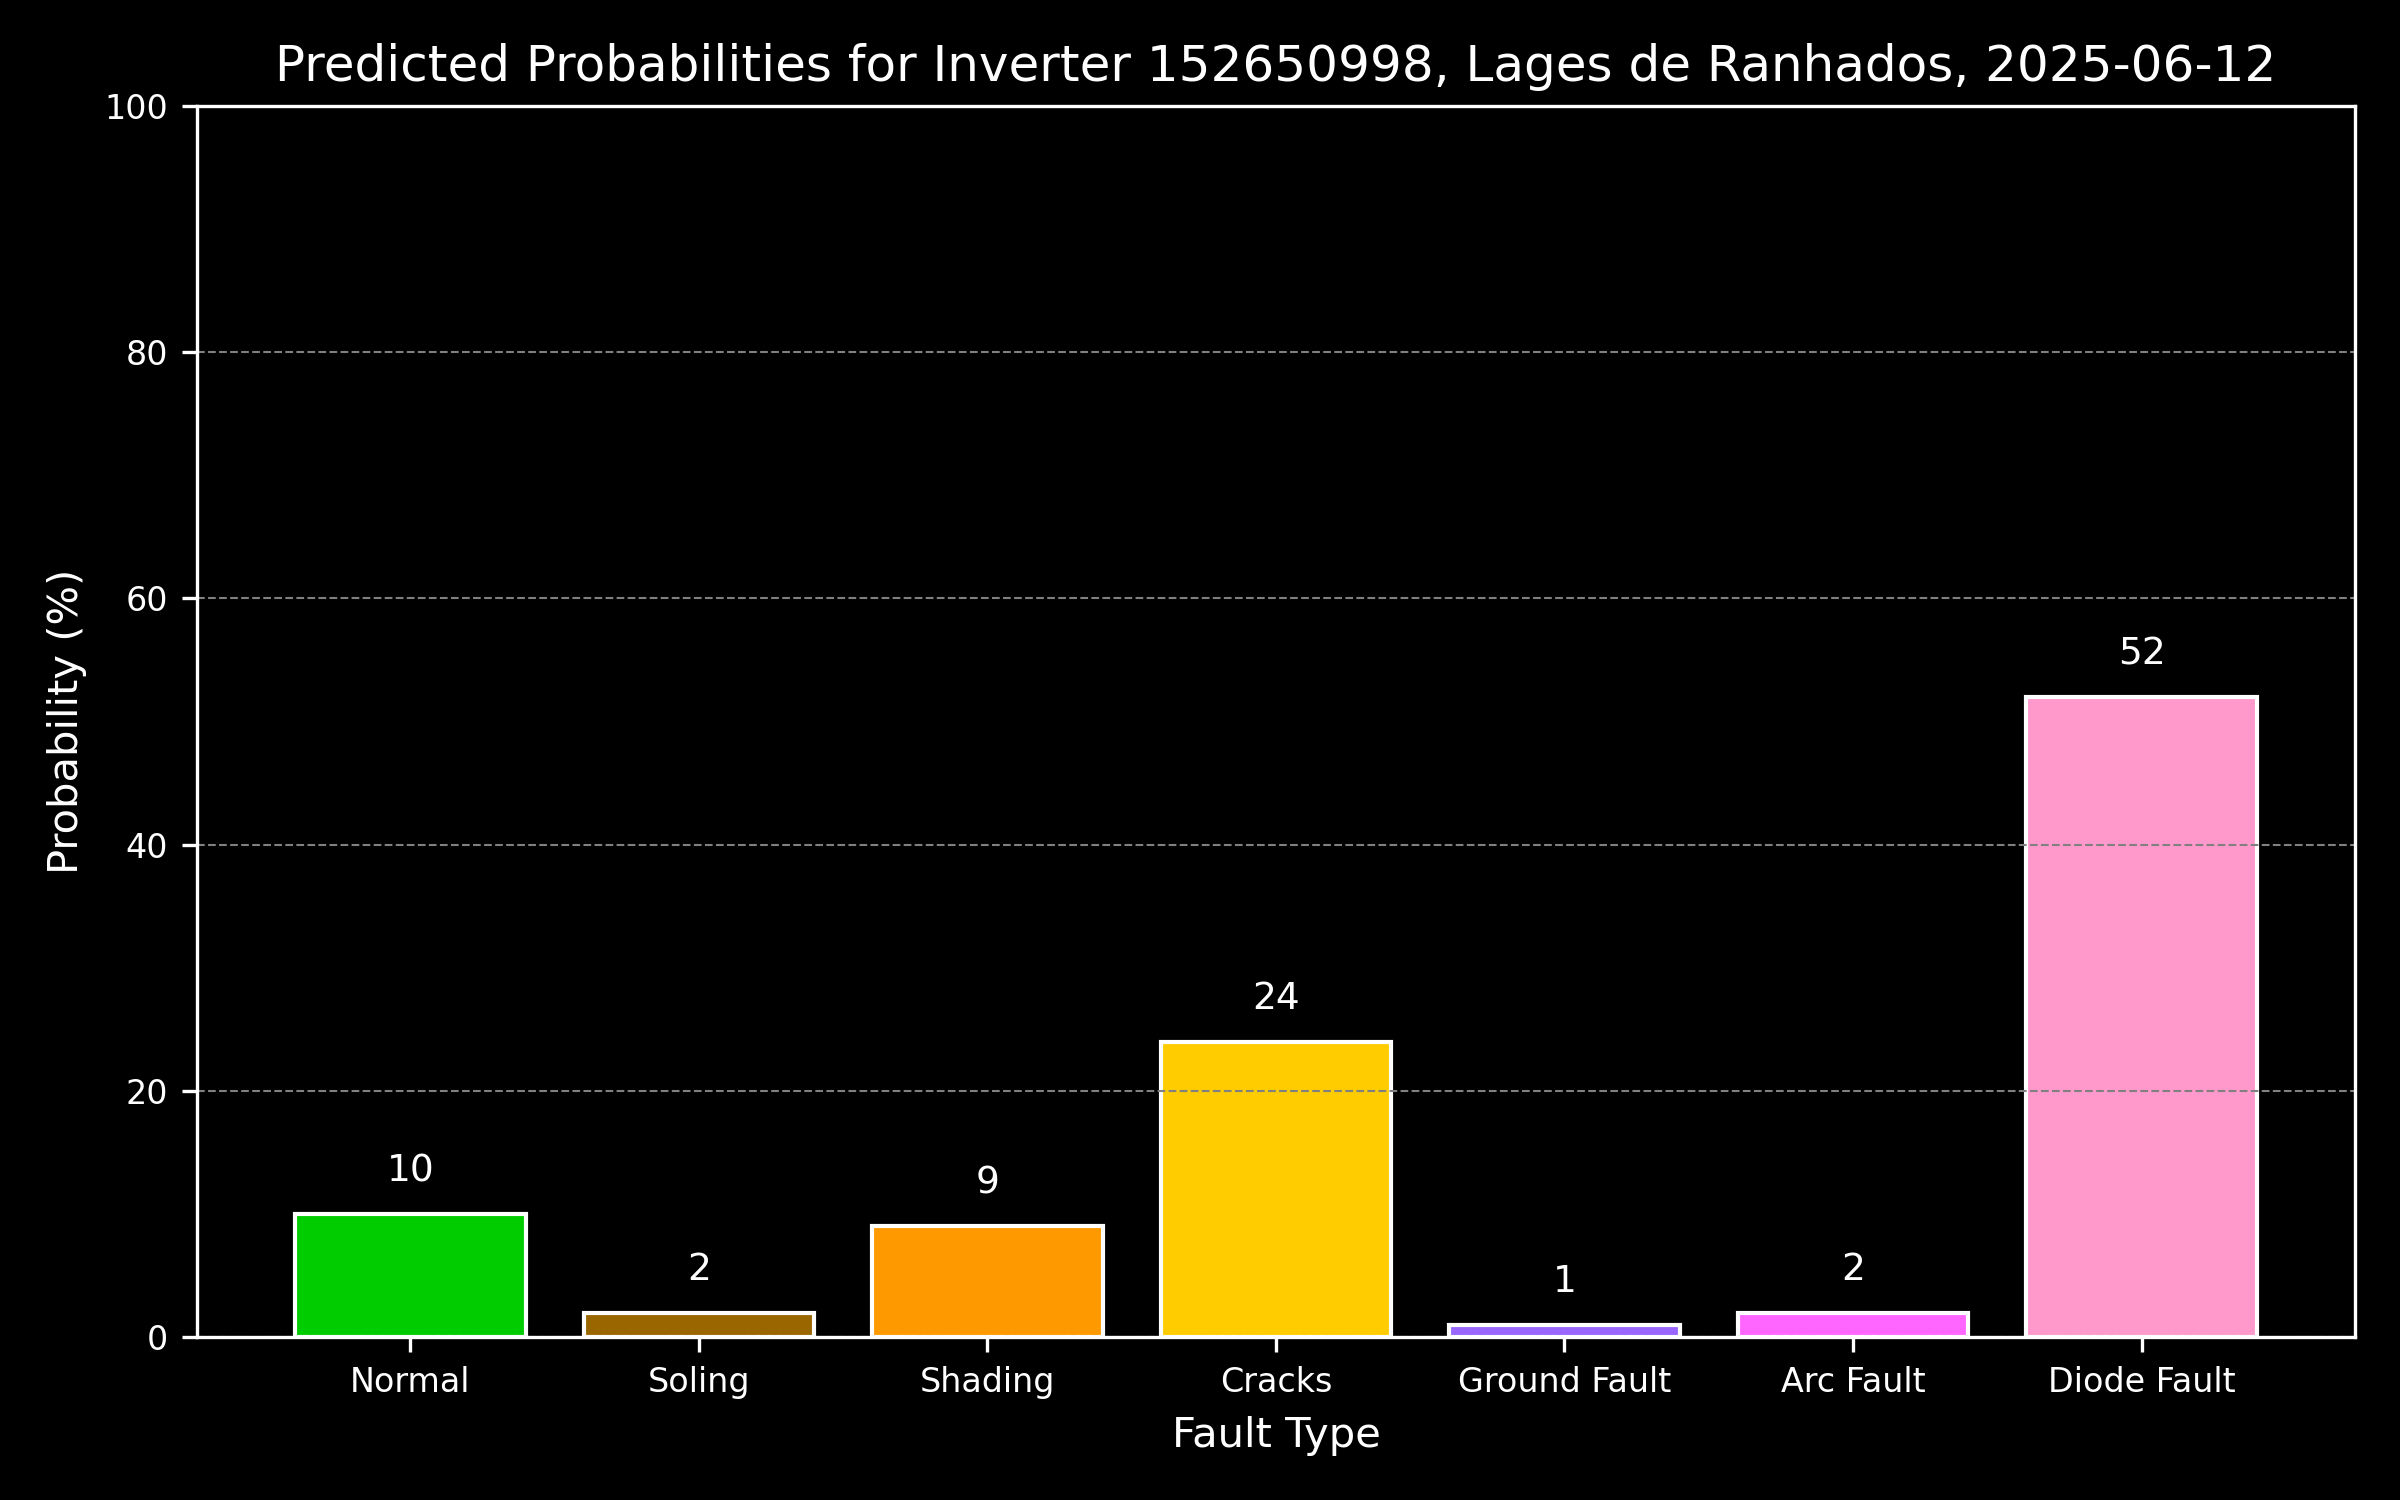 Predicted Probabilities for Inverter 152650998, Lages de Ranhados, 2025-06-12
100
80
60
40
20
0
Probability (%)
10
2
9
24
1
2
52
Normal
Soling
Shading
Cracks
Ground Fault
Arc Fault
Diode Fault
Fault Type